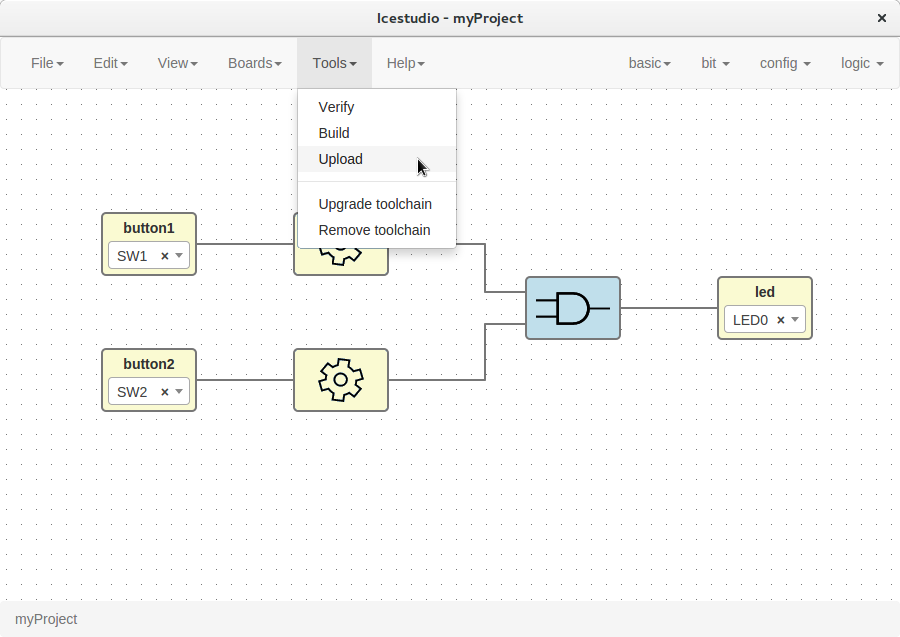 Icestudio - myProject
File Edit View Boards Tools Help basic bit config logic
Verify
Build
Upload
Upgrade toolchain
Remove toolchain
button1
SW1
led
LED0
button2
SW2
myProject